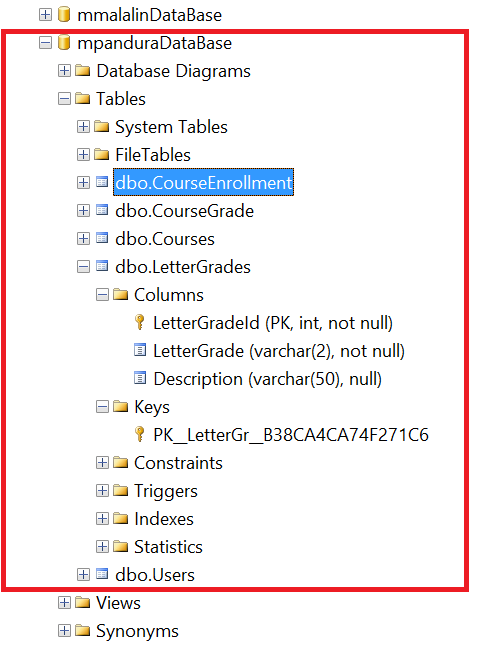 mmalalinDataBase
mpanduraDataBase
Database Diagrams
Tables
System Tables
FileTables
dbo.CourseEnrollment
dbo.CourseGrade
dbo.Courses
dbo.LetterGrades
Columns
LetterGradeId (PK, int, not null)
LetterGrade (varchar(2), not null)
Description (varchar(50), null)
Keys
PK__LetterGr__B38CA4CA74F271C6
Constraints
Triggers
Indexes
Statistics
dbo.Users
Views
Synonyms